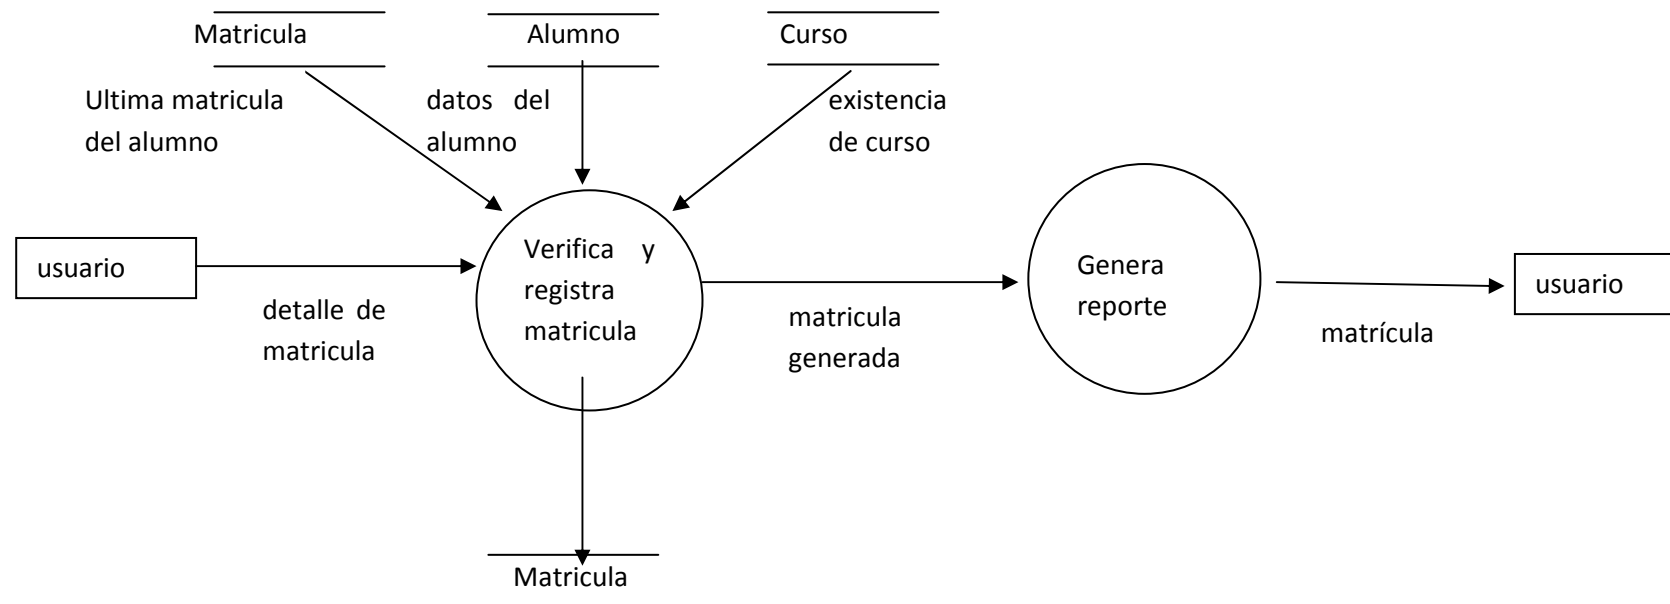 Matricula
Alumno
Curso
Ultima matricula
del alumno
datos del
alumno
existencia
de curso
usuario
detalle de
matricula
Verifica y
registra
matricula
matricula
generada
Genera
reporte
matrícula
usuario
Matricula